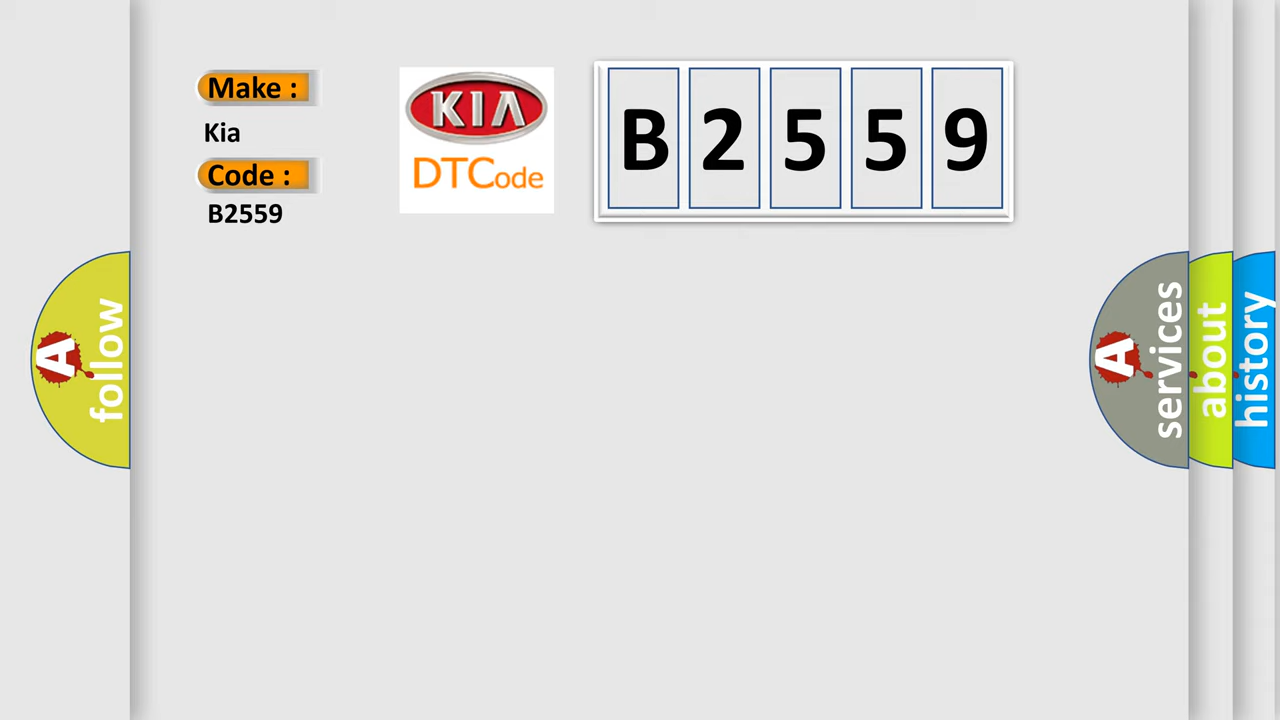 Make :
Kia
Code :
B2559
KIA
DTCode
B 2 5 5 9
A follow
A services
about
history